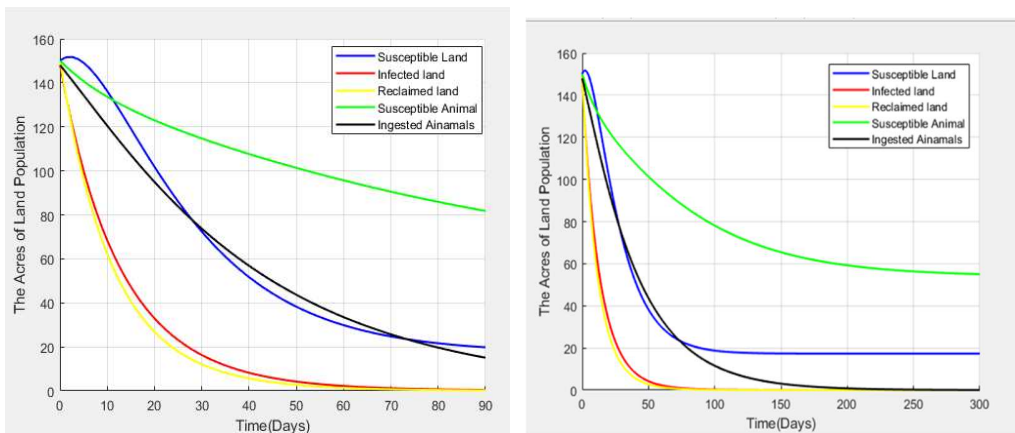 160
140
120
100
80
60
40
20
0
The Acres of Land Population
Susceptible Land
Infected land
Reclaimed land
Susceptible Animal
Ingested Ainamals
0 10 20 30 40 50 60 70 80 90
Time(Days)
160
140
120
100
80
60
40
20
0
The Acres of Land Population
Susceptible Land
Infected land
Reclaimed land
Susceptible Animal
Ingested Ainamals
0 50 100 150 200 250 300
Time(Days)